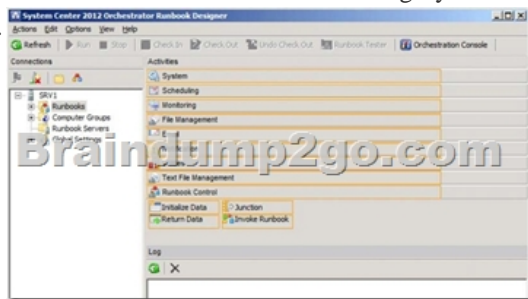 System Center 2012 Orchestrator Runbook Designer
Actions Edit Options View Help
Refresh Run Stop Check In Check Out Undo Check Out Runbook Tester Orchestration Console
Connections
Activities
SRV1
Runbooks
Computer Groups
Runbook Servers
Global Settings
System
Scheduling
Monitoring
File Management
Text File Management
Runbook Control
Initialize Data
Junction
Return Data
Invoke Runbook
Log
Braindump2go.com